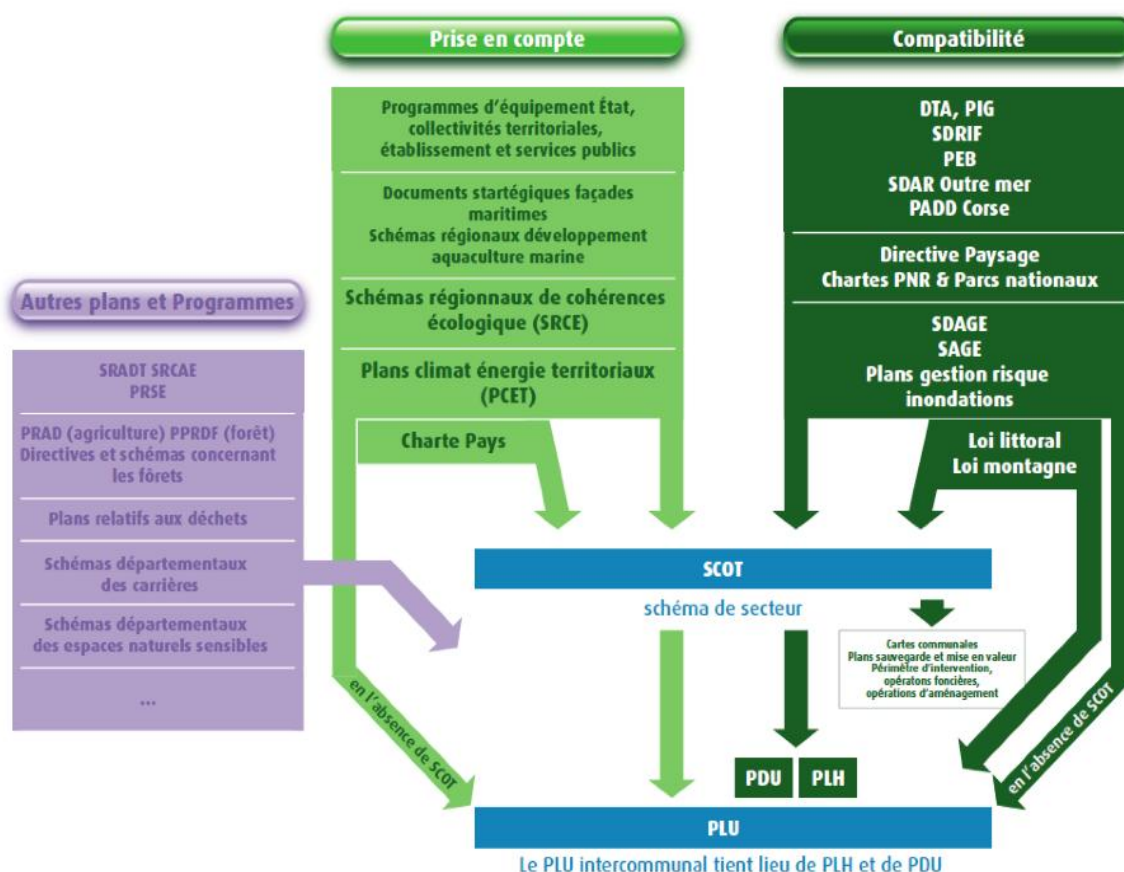 Prise en compte
Compatibilité
Programmes d'équipement État,
collectivités territoriales,
établissement et services publics
Documents startégiques façades
maritimes
Schémas régionaux développement
aquaculture marine
Schémas régionnaux de cohérences
écologique (SRCE)
Plans climat énergie territoriaux
(PCET)
Charte Pays
DTA, PIG
SDRIF
PEB
SDAR Outre mer
PADD Corse
Directive Paysage
Chartes PNR & Parcs nationaux
SDAGE
SAGE
Plans gestion risque
inondations
Loi littoral
Loi montagne
Autres plans et Programmes
SRADT SRCAE
PRSE
PRAD (agriculture) PPRDF (forêt)
Directives et schémas concernant
les fôrets
Plans relatifs aux déchets
Schémas départementaux
des carrières
Schémas départementaux
des espaces naturels sensibles
...
SCOT
schéma de secteur
Cartes communales
Plans sauvegarde et mise en valeur
Périmètre d'intervention,
opératons foncières,
opérations d'aménagement
en l'absence de SCOT
en l'absence de SCOT
PDU
PLH
PLU
Le PLU intercommunal tient lieu de PLH et de PDU